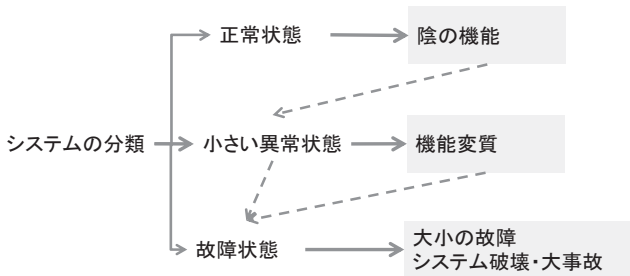 正常状態
陰の機能
システムの分類
小さい異常状態
機能変質
故障状態
大小の故障
システム破壊・大事故